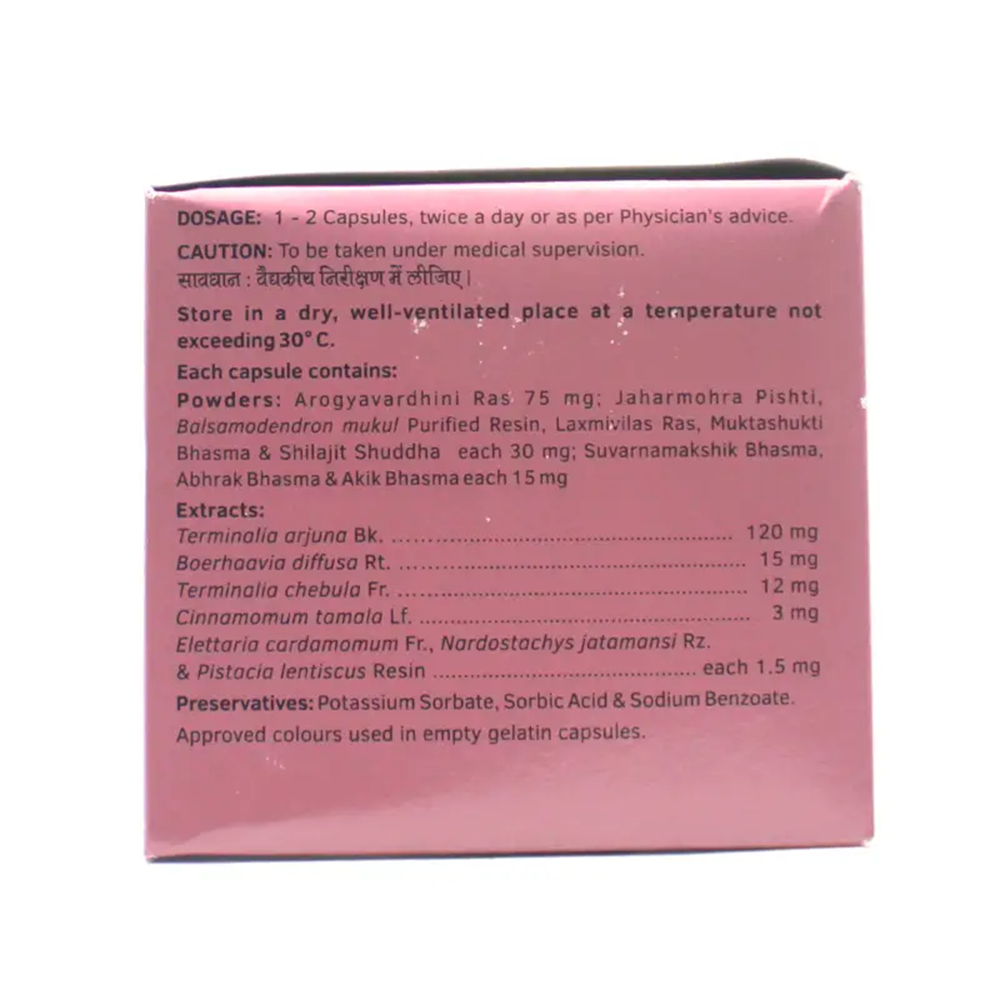 DOSAGE: 1 - 2 Capsules, twice a day or as per Physician's advice.
CAUTION: To be taken under medical supervision.
सावधान : वैद्यकीय निरीक्षण में लीजिए।
Store in a dry, well-ventilated place at a temperature not
exceeding 30° C.
Each capsule contains:
Powders: Arogyavardhini Ras 75 mg; Jaharmohra Pishti,
Balsamodendron mukul Purified Resin, Laxmivilas Ras, Muktashukti
Bhasma & Shilajit Shuddha each 30 mg; Suvarnamakshik Bhasma,
Abhrak Bhasma & Akik Bhasma each 15 mg
Extracts:
Terminalia arjuna Bk. ........ 120 mg
Boerhaavia diffusa Rt. ........ 15 mg
Terminalia chebula Fr. ........ 12 mg
Cinnamomum tamala Lf. ........ 3 mg
Elettaria cardamomum Fr., Nardostachys jatamansi Rz.
& Pistacia lentiscus Resin ........ each 1.5 mg
Preservatives: Potassium Sorbate, Sorbic Acid & Sodium Benzoate.
Approved colours used in empty gelatin capsules.